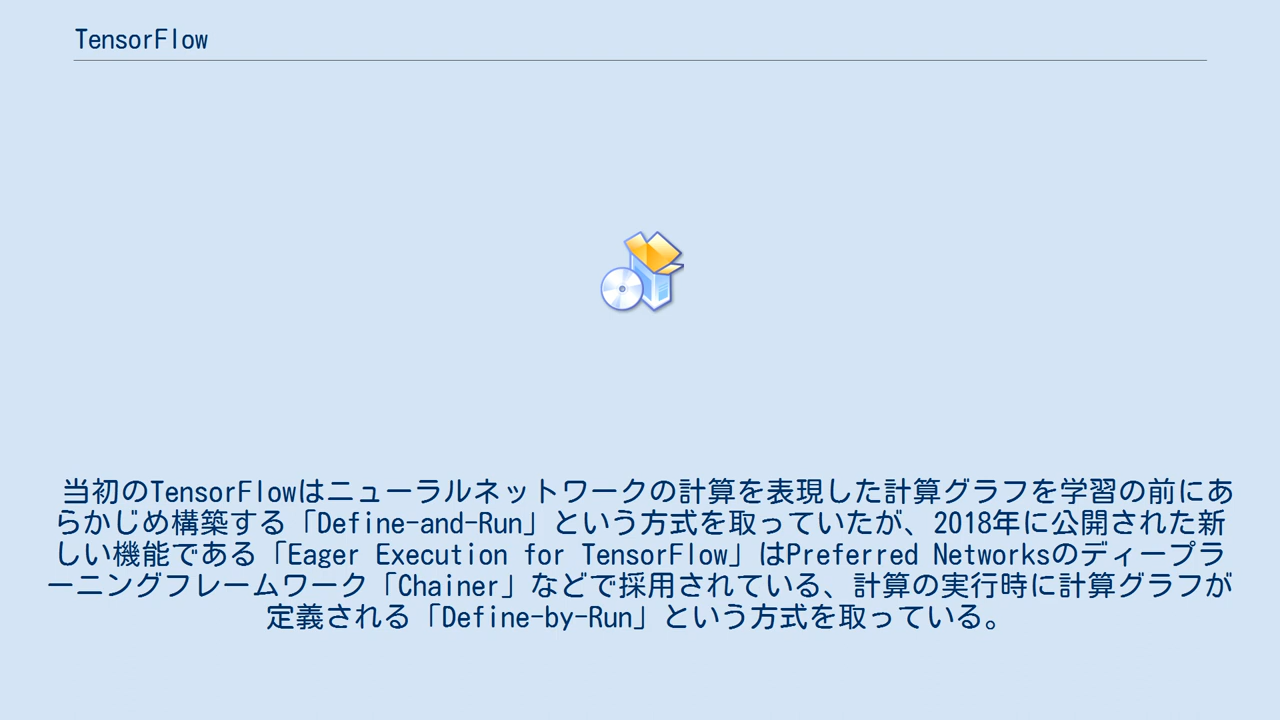 TensorFlow
当初のTensorFlowはニューラルネットワークの計算を表現した計算グラフを学習の前にあ
らかじめ構築する「Define-and-Run」という方式を取っていたが、2018年に公開された新
しい機能である「Eager Execution for TensorFlow」はPreferred Networksのディープラ
ーニングフレームワーク「Chainer」などで採用されている、計算の実行時に計算グラフが
定義される「Define-by-Run」という方式を取っている。